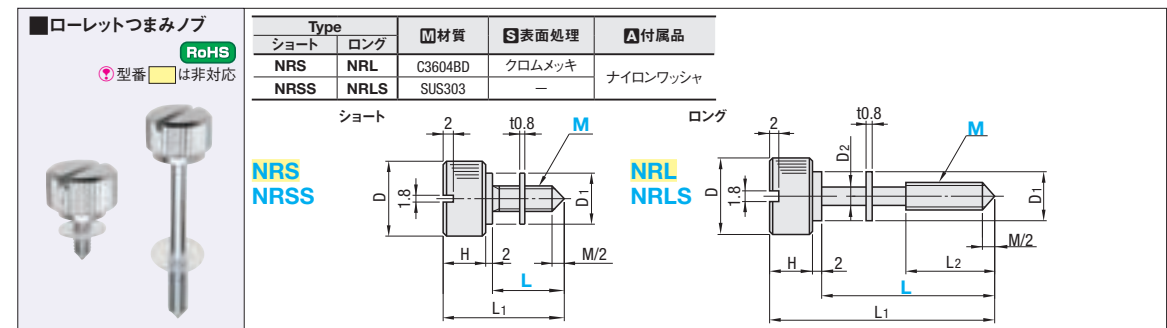 ■ローレットつまみノブ
RoHS
?型番 は非対応
Type
ショート ロング M材質 S表面処理 A付属品
NRS NRL C3604BD クロムメッキ ナイロンワッシャ
NRSS NRLS SUS303 －
ショート
NRS
NRSS
2 t0.8 M
D 1.8 D1
H 2 M/2
L
L1
ロング
NRL
NRLS
2 t0.8 D2 M
D 1.8 D1
H 2 L2 M/2
L
L1